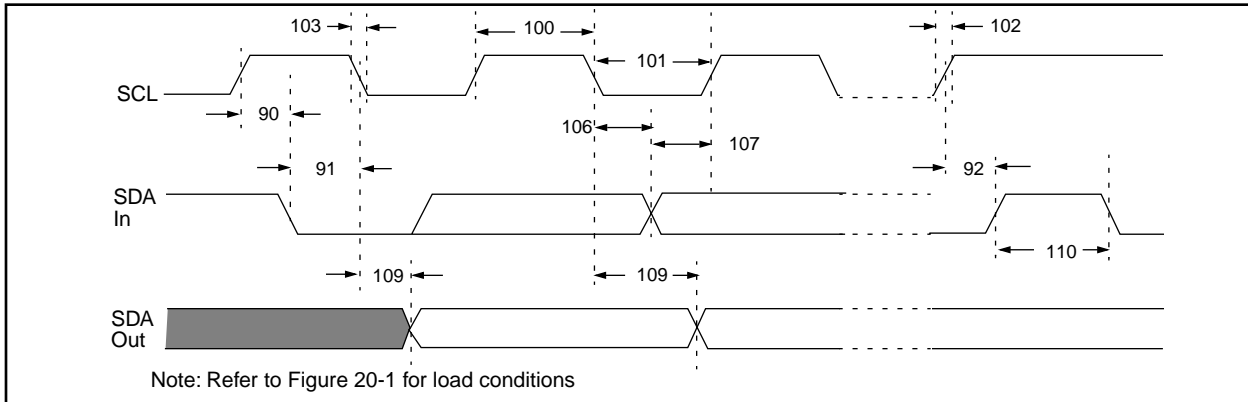 103
100
101
102
SCL
90
106
107
91
92
SDA
In
109
109
110
SDA
Out
Note: Refer to Figure 20-1 for load conditions